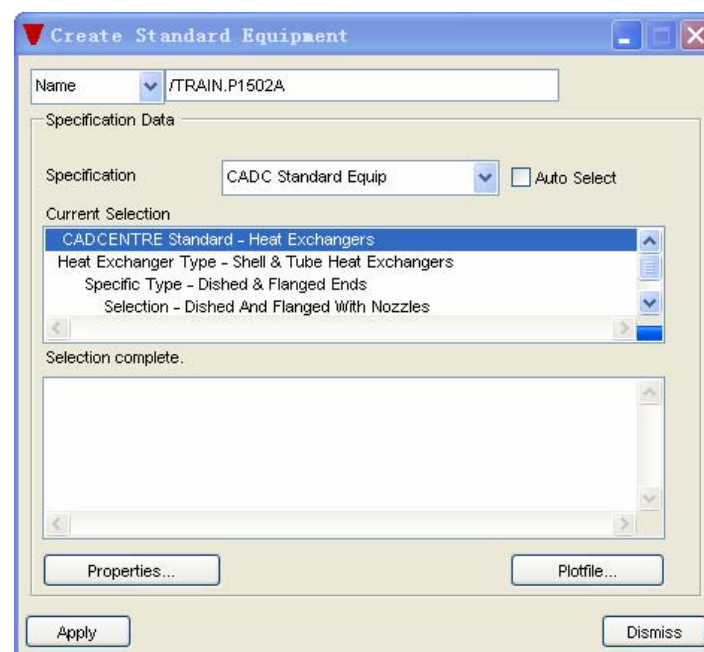 Create Standard Equipment
Name /TRAIN.P1502A
Specification Data
Specification CADC Standard Equip Auto Select
Current Selection
CADCENTRE Standard - Heat Exchangers
Heat Exchanger Type - Shell & Tube Heat Exchangers
Specific Type - Dished & Flanged Ends
Selection - Dished And Flanged With Nozzles
Selection complete.
Properties... Plotfile...
Apply Dismiss